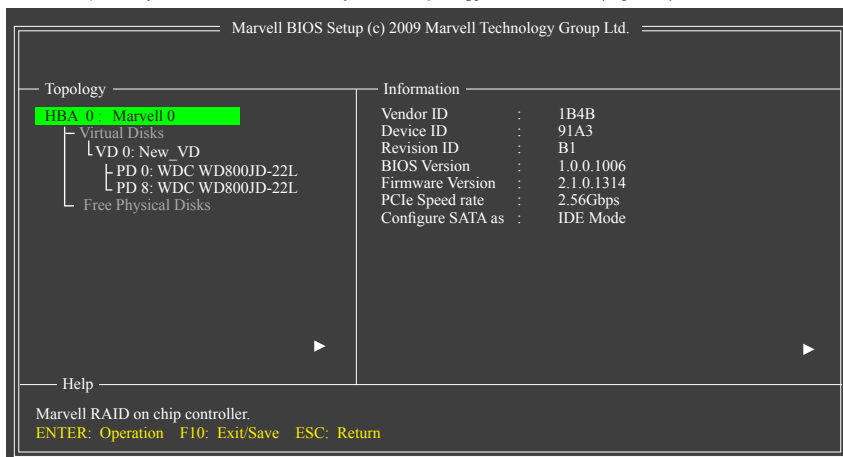 Marvell BIOS Setup (c) 2009 Marvell Technology Group Ltd.
Topology
HBA 0 : Marvell 0
Virtual Disks
VD 0: New_VD
PD 0: WDC WD800JD-22L
PD 8: WDC WD800JD-22L
Free Physical Disks
Information
Vendor ID : 1B4B
Device ID : 91A3
Revision ID : B1
BIOS Version : 1.0.0.1006
Firmware Version : 2.1.0.1314
PCIe Speed rate : 2.56Gbps
Configure SATA as : IDE Mode
Help
Marvell RAID on chip controller.
ENTER: Operation F10: Exit/Save ESC: Return